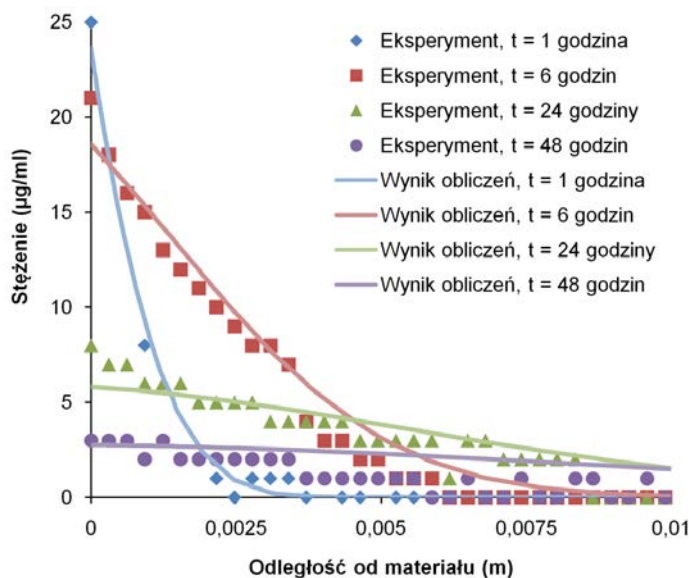 25
20
15
10
5
0
Stężenie (µg/ml)
Eksperyment, t = 1 godzina
Eksperyment, t = 6 godzin
Eksperyment, t = 24 godziny
Eksperyment, t = 48 godzin
Wynik obliczeń, t = 1 godzina
Wynik obliczeń, t = 6 godzin
Wynik obliczeń, t = 24 godziny
Wynik obliczeń, t = 48 godzin
0 0,0025 0,005 0,0075 0,01
Odległość od materiału (m)